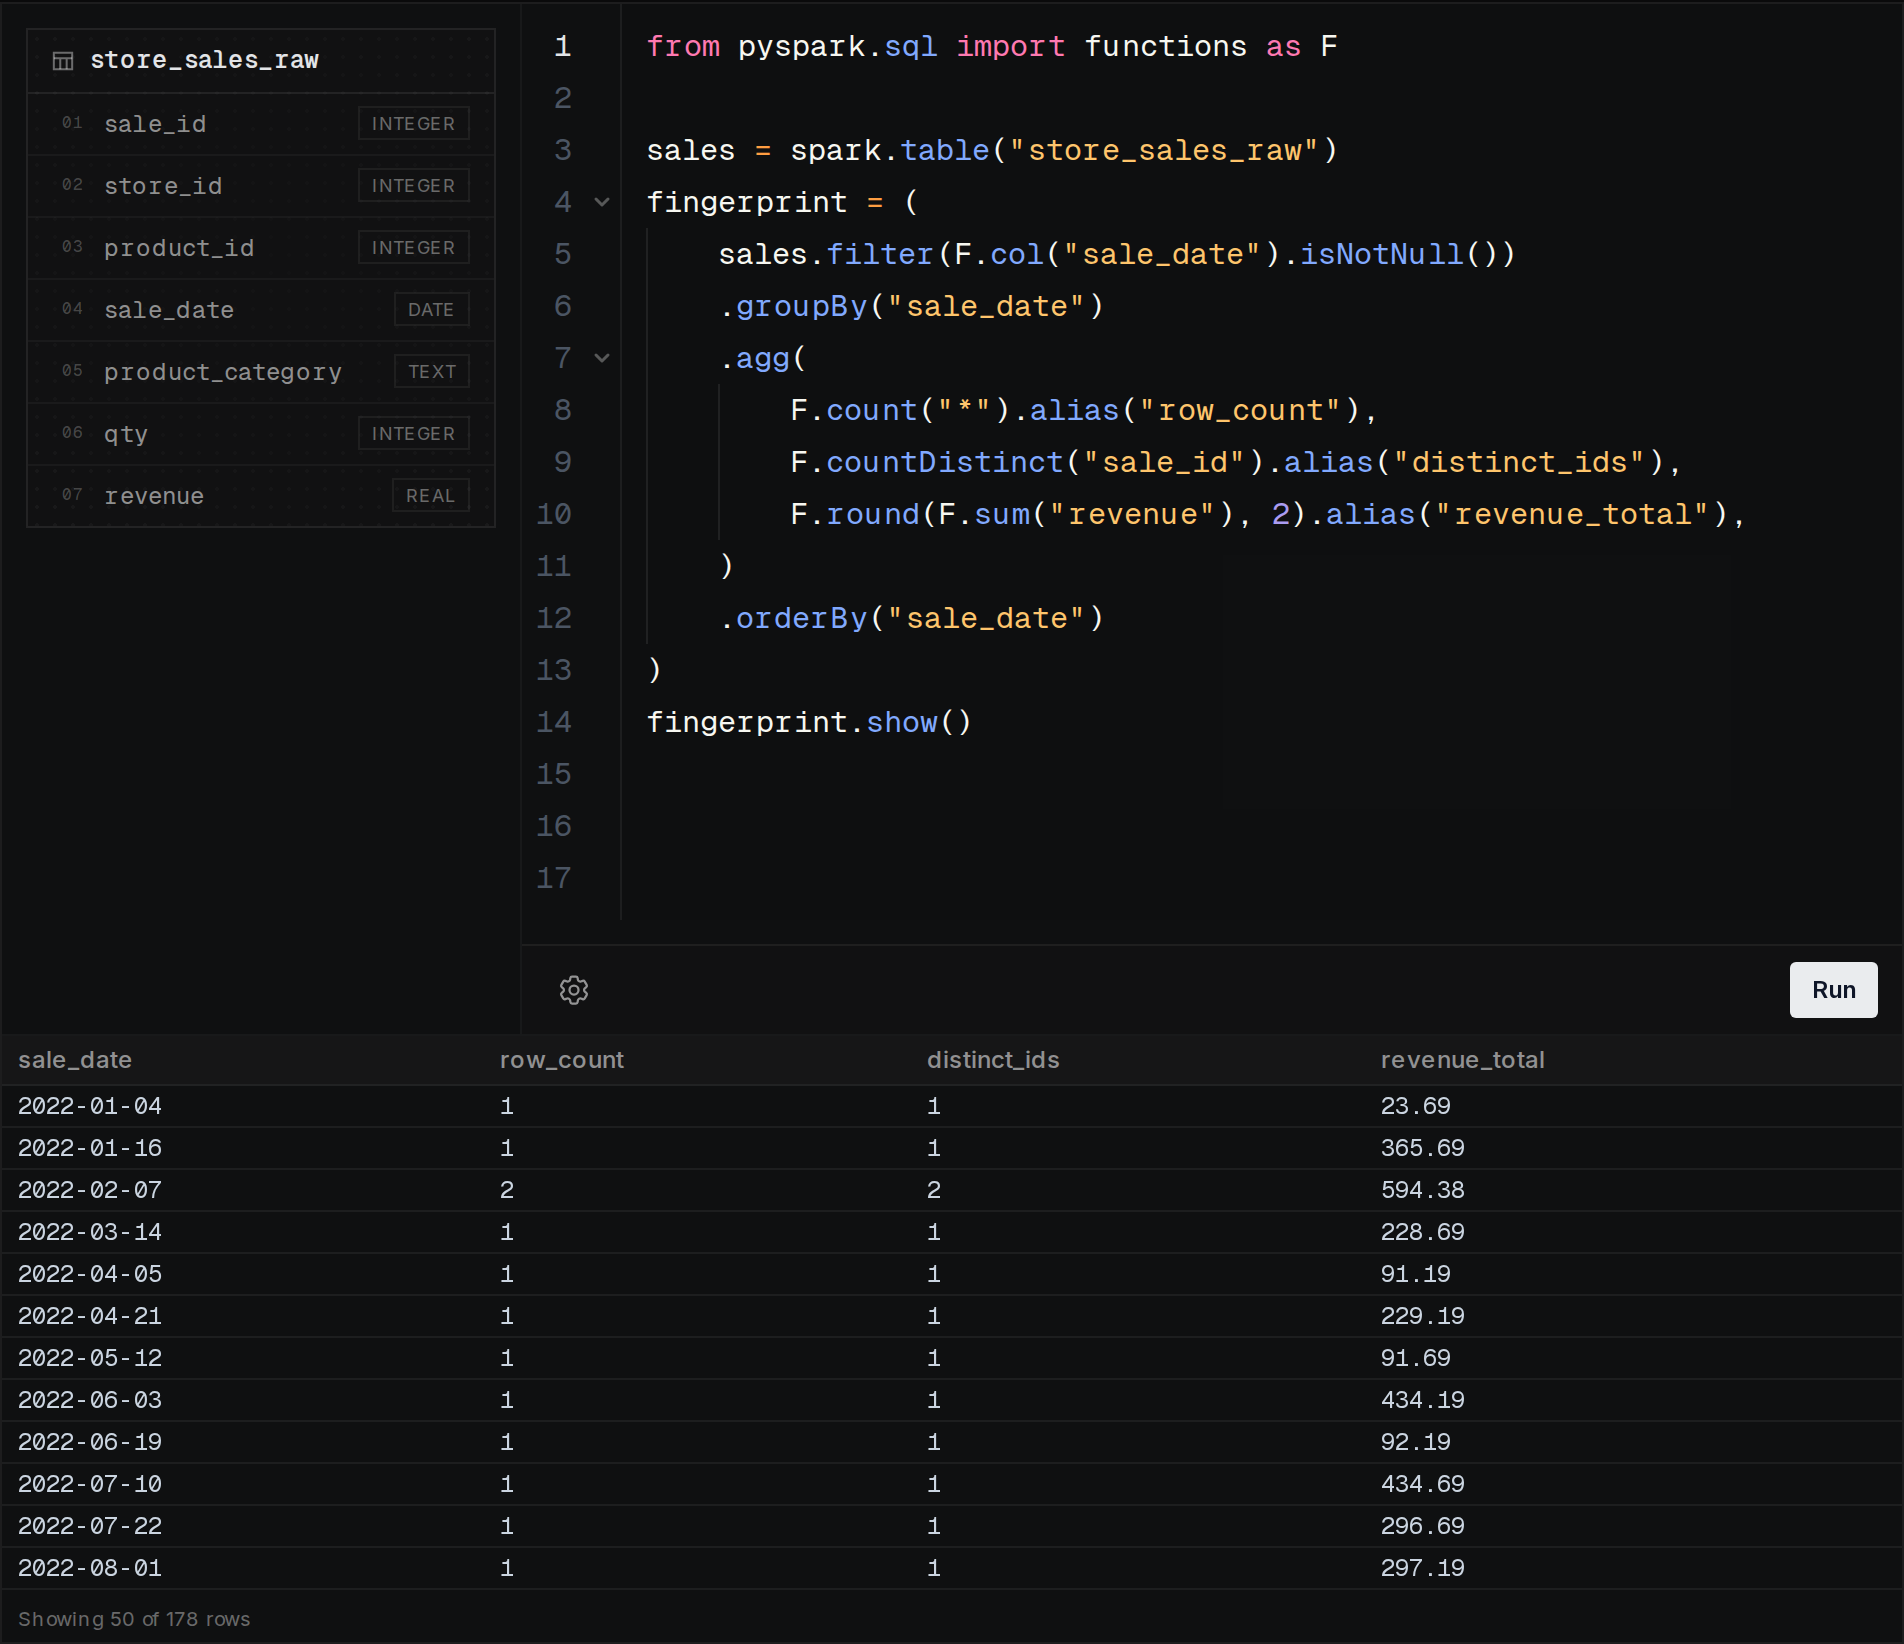 store_sales_raw
01 sale_id INTEGER
02 store_id INTEGER
03 product_id INTEGER
04 sale_date DATE
05 product_category TEXT
06 qty INTEGER
07 revenue REAL
1 from pyspark.sql import functions as F
2
3 sales = spark.table("store_sales_raw")
4 fingerprint = (
5     sales.filter(F.col("sale_date").isNotNull())
6     .groupBy("sale_date")
7     .agg(
8         F.count("*").alias("row_count"),
9         F.countDistinct("sale_id").alias("distinct_ids"),
10         F.round(F.sum("revenue"), 2).alias("revenue_total"),
11     )
12     .orderBy("sale_date")
13 )
14 fingerprint.show()
15
16
17
Run
sale_date row_count distinct_ids revenue_total
2022-01-04 1 1 23.69
2022-01-16 1 1 365.69
2022-02-07 2 2 594.38
2022-03-14 1 1 228.69
2022-04-05 1 1 91.19
2022-04-21 1 1 229.19
2022-05-12 1 1 91.69
2022-06-03 1 1 434.19
2022-06-19 1 1 92.19
2022-07-10 1 1 434.69
2022-07-22 1 1 296.69
2022-08-01 1 1 297.19
Showing 50 of 178 rows